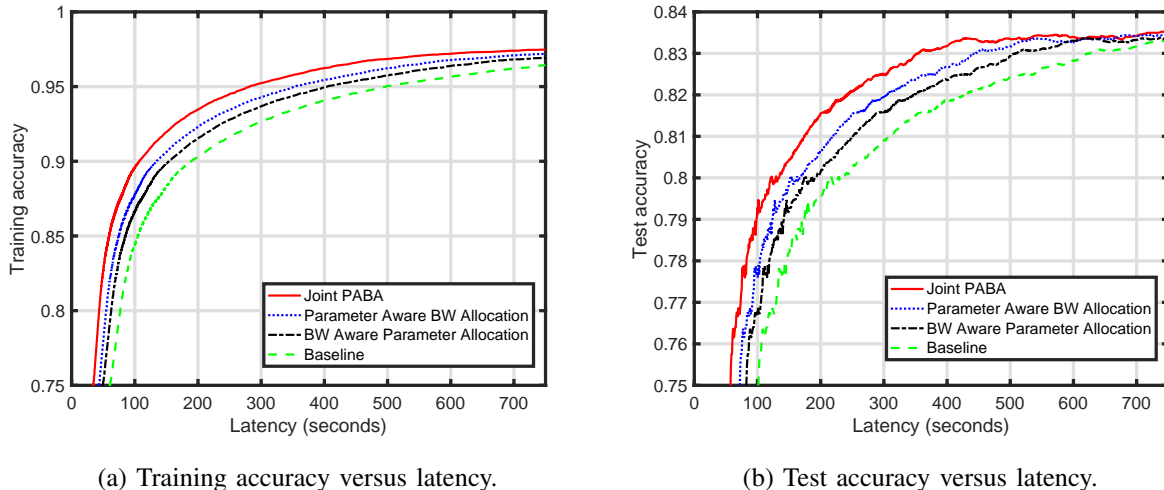 1
0.95
0.9
0.85
0.8
0.75
Training accuracy
Joint PABA
Parameter Aware BW Allocation
BW Aware Parameter Allocation
Baseline
0 100 200 300 400 500 600 700
Latency (seconds)
(a) Training accuracy versus latency.
0.84
0.83
0.82
0.81
0.8
0.79
0.78
0.77
0.76
0.75
Test accuracy
Joint PABA
Parameter Aware BW Allocation
BW Aware Parameter Allocation
Baseline
0 100 200 300 400 500 600 700
Latency (seconds)
(b) Test accuracy versus latency.